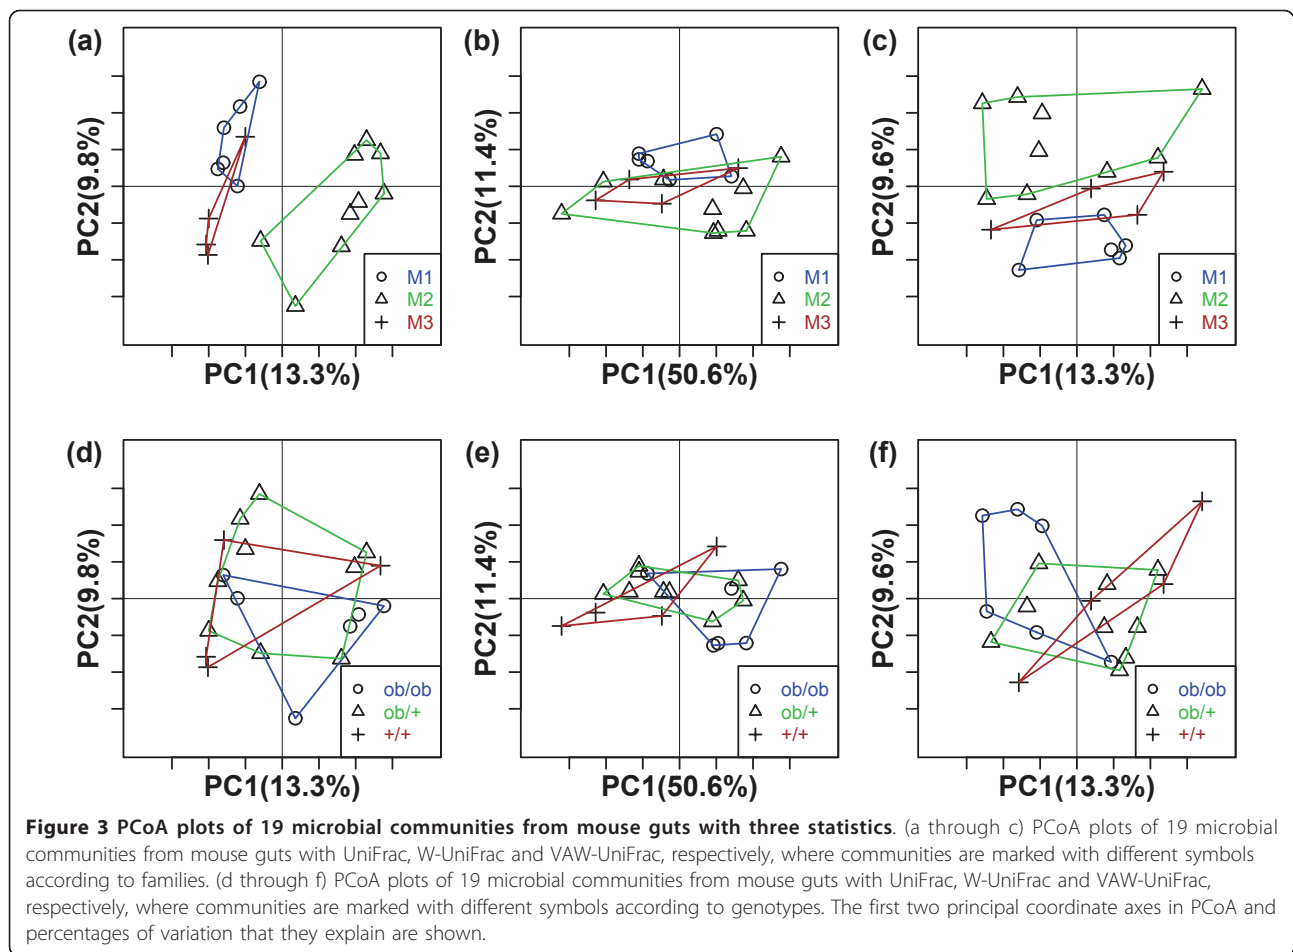 (a)
(b)
(c)
PC2(9.8%)
PC2(11.4%)
PC2(9.6%)
M1
M2
M3
M1
M2
M3
M1
M2
M3
PC1(13.3%)
PC1(50.6%)
PC1(13.3%)
(d)
(e)
(f)
PC2(9.8%)
PC2(11.4%)
PC2(9.6%)
ob/ob
ob/+
+/+
ob/ob
ob/+
+/+
ob/ob
ob/+
+/+
PC1(13.3%)
PC1(50.6%)
PC1(13.3%)
Figure 3 PCoA plots of 19 microbial communities from mouse guts with three statistics. (a through c) PCoA plots of 19 microbial
communities from mouse guts with UniFrac, W-UniFrac and VAW-UniFrac, respectively, where communities are marked with different symbols
according to families. (d through f) PCoA plots of 19 microbial communities from mouse guts with UniFrac, W-UniFrac and VAW-UniFrac,
respectively, where communities are marked with different symbols according to genotypes. The first two principal coordinate axes in PCoA and
percentages of variation that they explain are shown.